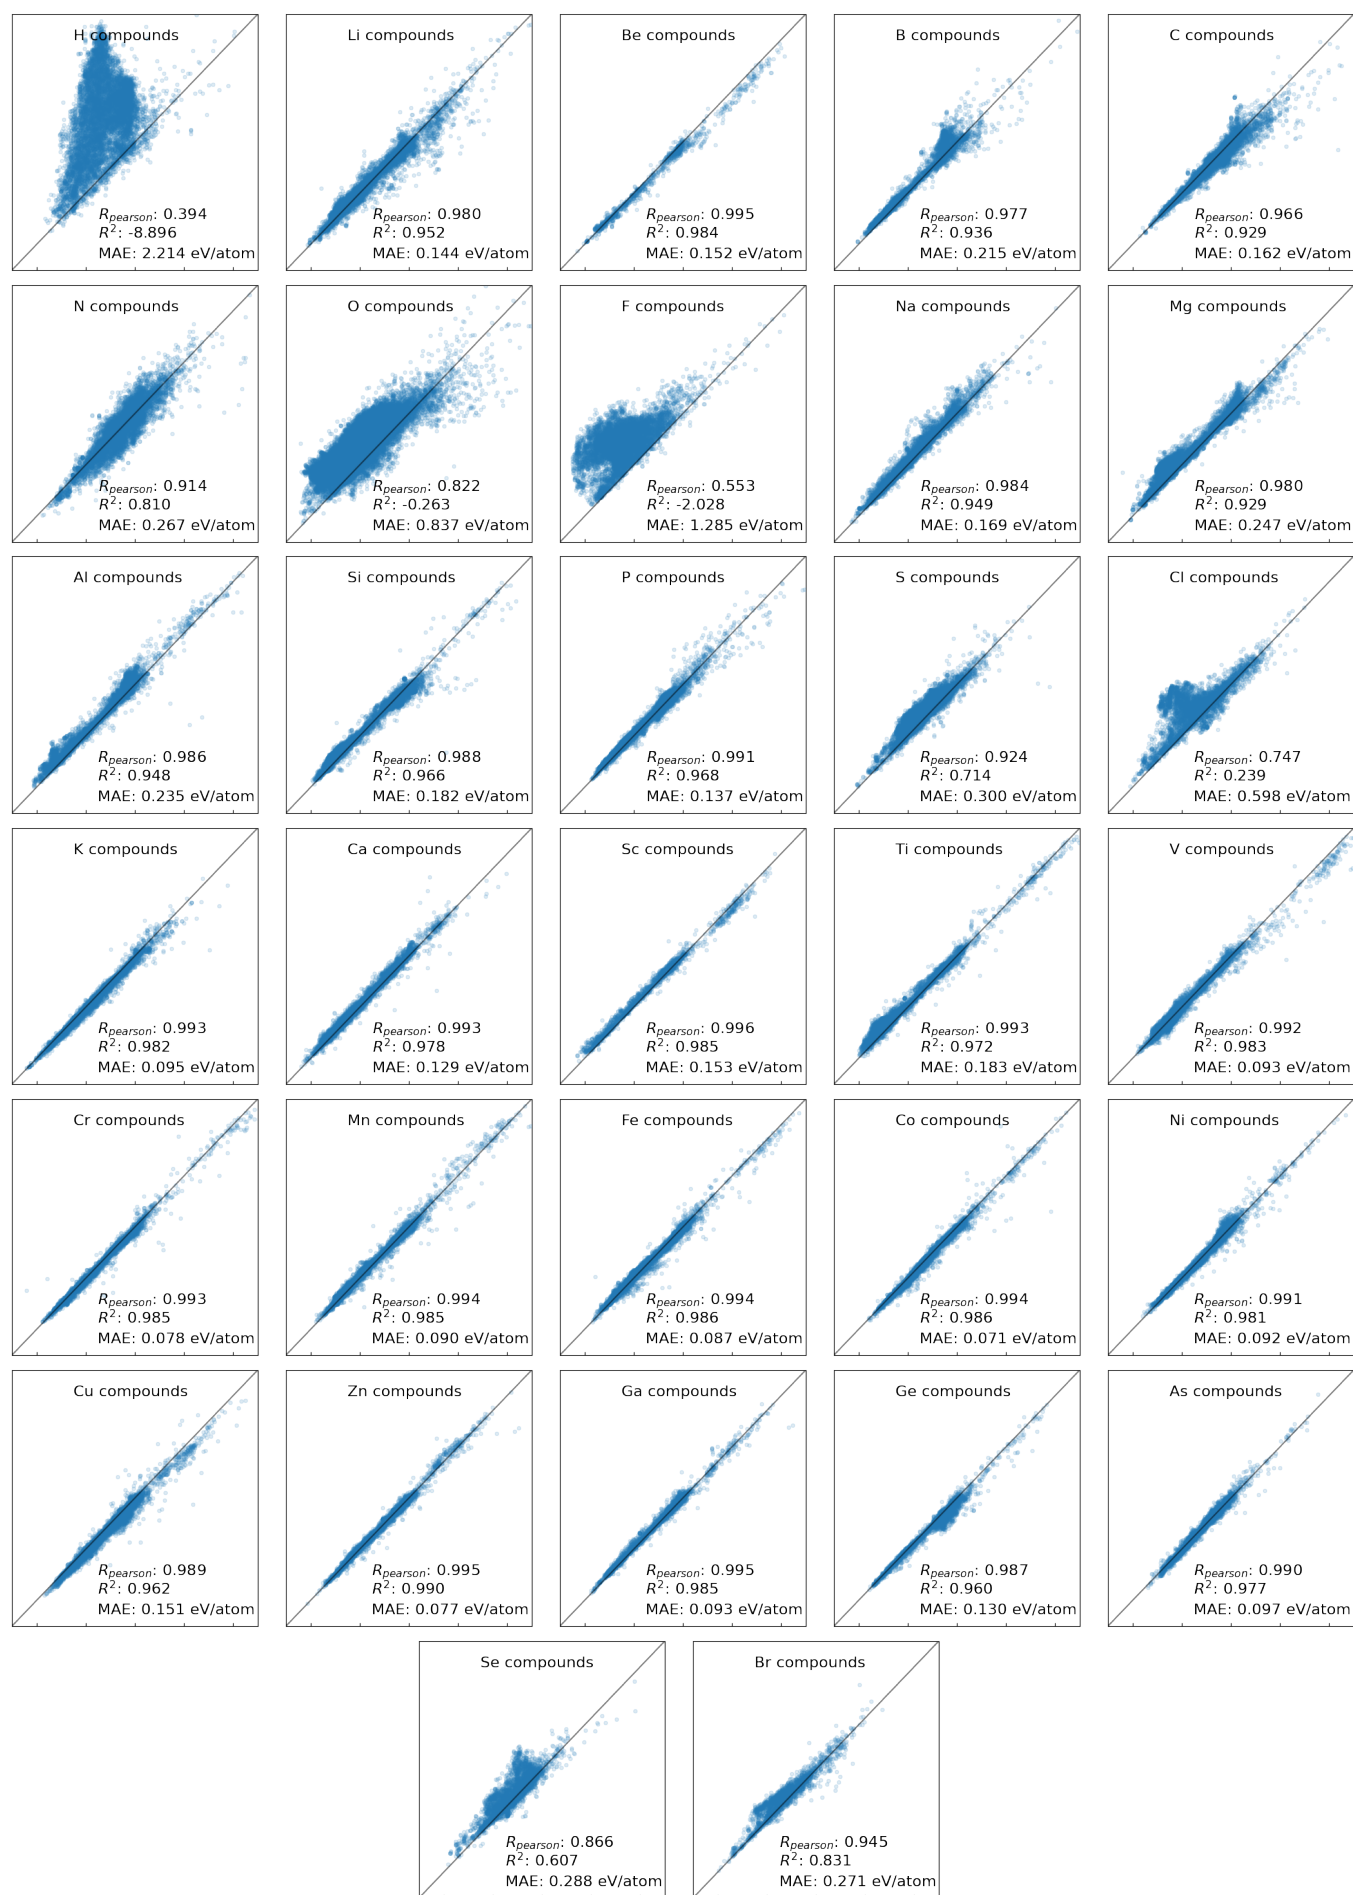 H compounds
R_pearson: 0.394
R²: -8.896
MAE: 2.214 eV/atom
Li compounds
R_pearson: 0.980
R²: 0.952
MAE: 0.144 eV/atom
Be compounds
R_pearson: 0.995
R²: 0.984
MAE: 0.152 eV/atom
B compounds
R_pearson: 0.977
R²: 0.936
MAE: 0.215 eV/atom
C compounds
R_pearson: 0.966
R²: 0.929
MAE: 0.162 eV/atom
N compounds
R_pearson: 0.914
R²: 0.810
MAE: 0.267 eV/atom
O compounds
R_pearson: 0.822
R²: -0.263
MAE: 0.837 eV/atom
F compounds
R_pearson: 0.553
R²: -2.028
MAE: 1.285 eV/atom
Na compounds
R_pearson: 0.984
R²: 0.949
MAE: 0.169 eV/atom
Mg compounds
R_pearson: 0.980
R²: 0.929
MAE: 0.247 eV/atom
Al compounds
R_pearson: 0.986
R²: 0.948
MAE: 0.235 eV/atom
Si compounds
R_pearson: 0.988
R²: 0.966
MAE: 0.182 eV/atom
P compounds
R_pearson: 0.991
R²: 0.968
MAE: 0.137 eV/atom
S compounds
R_pearson: 0.924
R²: 0.714
MAE: 0.300 eV/atom
Cl compounds
R_pearson: 0.747
R²: 0.239
MAE: 0.598 eV/atom
K compounds
R_pearson: 0.993
R²: 0.982
MAE: 0.095 eV/atom
Ca compounds
R_pearson: 0.993
R²: 0.978
MAE: 0.129 eV/atom
Sc compounds
R_pearson: 0.996
R²: 0.985
MAE: 0.153 eV/atom
Ti compounds
R_pearson: 0.993
R²: 0.972
MAE: 0.183 eV/atom
V compounds
R_pearson: 0.992
R²: 0.983
MAE: 0.093 eV/atom
Cr compounds
R_pearson: 0.993
R²: 0.985
MAE: 0.078 eV/atom
Mn compounds
R_pearson: 0.994
R²: 0.985
MAE: 0.090 eV/atom
Fe compounds
R_pearson: 0.994
R²: 0.986
MAE: 0.087 eV/atom
Co compounds
R_pearson: 0.994
R²: 0.986
MAE: 0.071 eV/atom
Ni compounds
R_pearson: 0.991
R²: 0.981
MAE: 0.092 eV/atom
Cu compounds
R_pearson: 0.989
R²: 0.962
MAE: 0.151 eV/atom
Zn compounds
R_pearson: 0.995
R²: 0.990
MAE: 0.077 eV/atom
Ga compounds
R_pearson: 0.995
R²: 0.985
MAE: 0.093 eV/atom
Ge compounds
R_pearson: 0.987
R²: 0.960
MAE: 0.130 eV/atom
As compounds
R_pearson: 0.990
R²: 0.977
MAE: 0.097 eV/atom
Se compounds
R_pearson: 0.866
R²: 0.607
MAE: 0.288 eV/atom
Br compounds
R_pearson: 0.945
R²: 0.831
MAE: 0.271 eV/atom